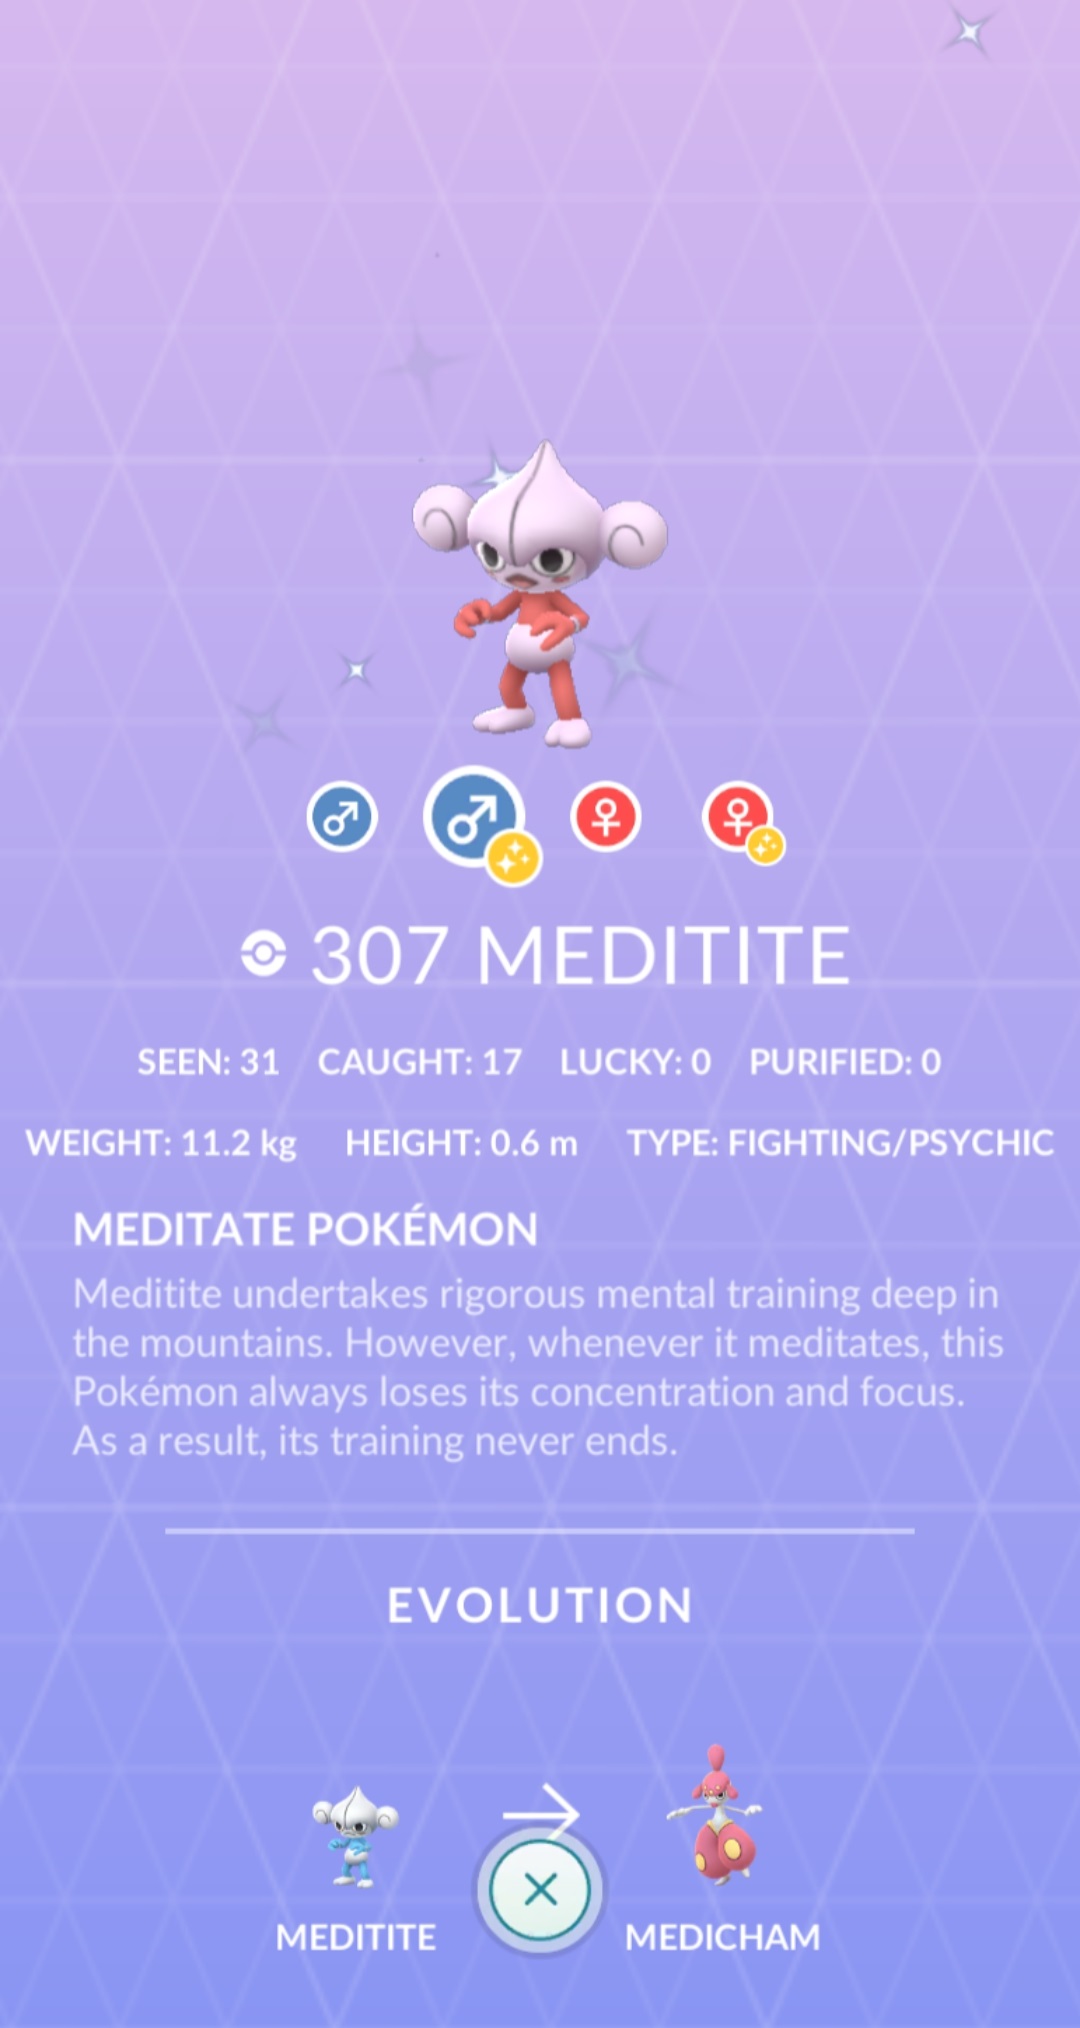 307 MEDITITE
SEEN: 31 CAUGHT: 17 LUCKY: 0 PURIFIED: 0
WEIGHT: 11.2 kg HEIGHT: 0.6 m TYPE: FIGHTING/PSYCHIC
MEDITATE POKÉMON
Meditite undertakes rigorous mental training deep in
the mountains. However, whenever it meditates, this
Pokémon always loses its concentration and focus.
As a result, its training never ends.
EVOLUTION
MEDITITE MEDICHAM